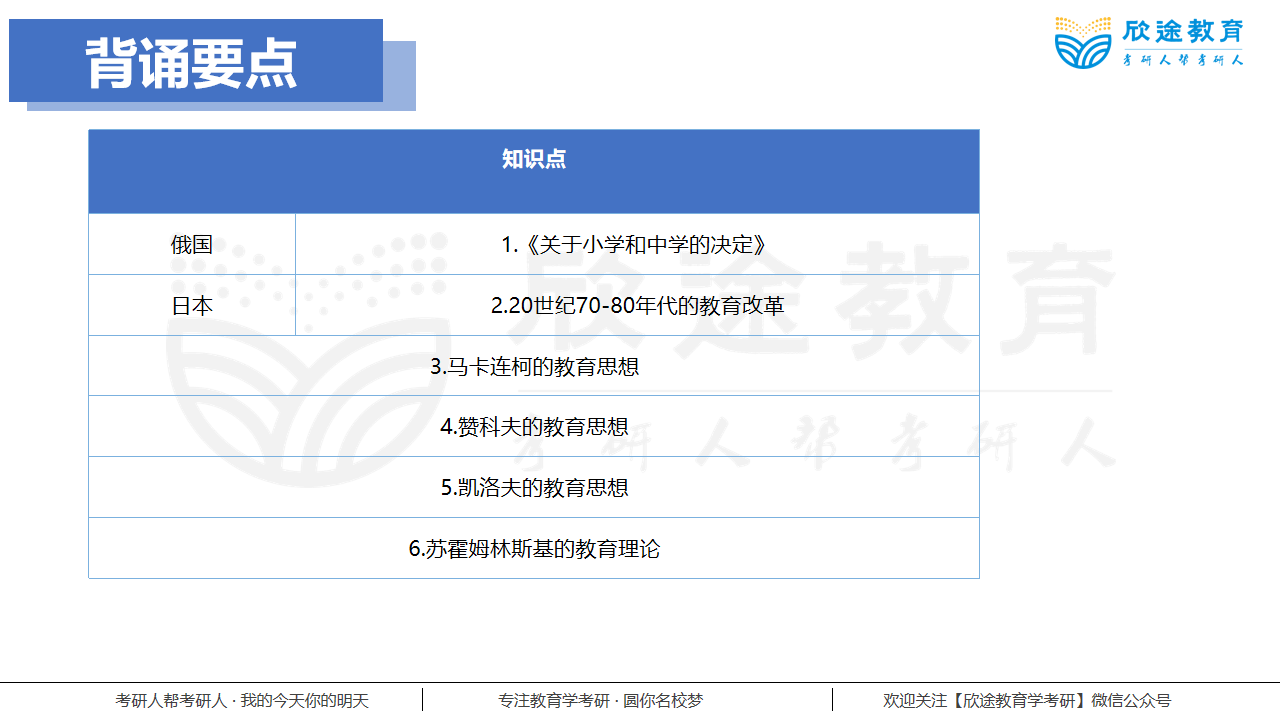 背诵要点
欣途教育
考研人帮考研人
知识点
俄国
1.《关于小学和中学的决定》
日本
2.20世纪70-80年代的教育改革
3.马卡连柯的教育思想
4.赞科夫的教育思想
5.凯洛夫的教育思想
6.苏霍姆林斯基的教育理论
欣途教育
考研人帮考研人
考研人帮考研人 · 我的今天你的明天
专注教育学考研 · 圆你名校梦
欢迎关注【欣途教育学考研】微信公众号